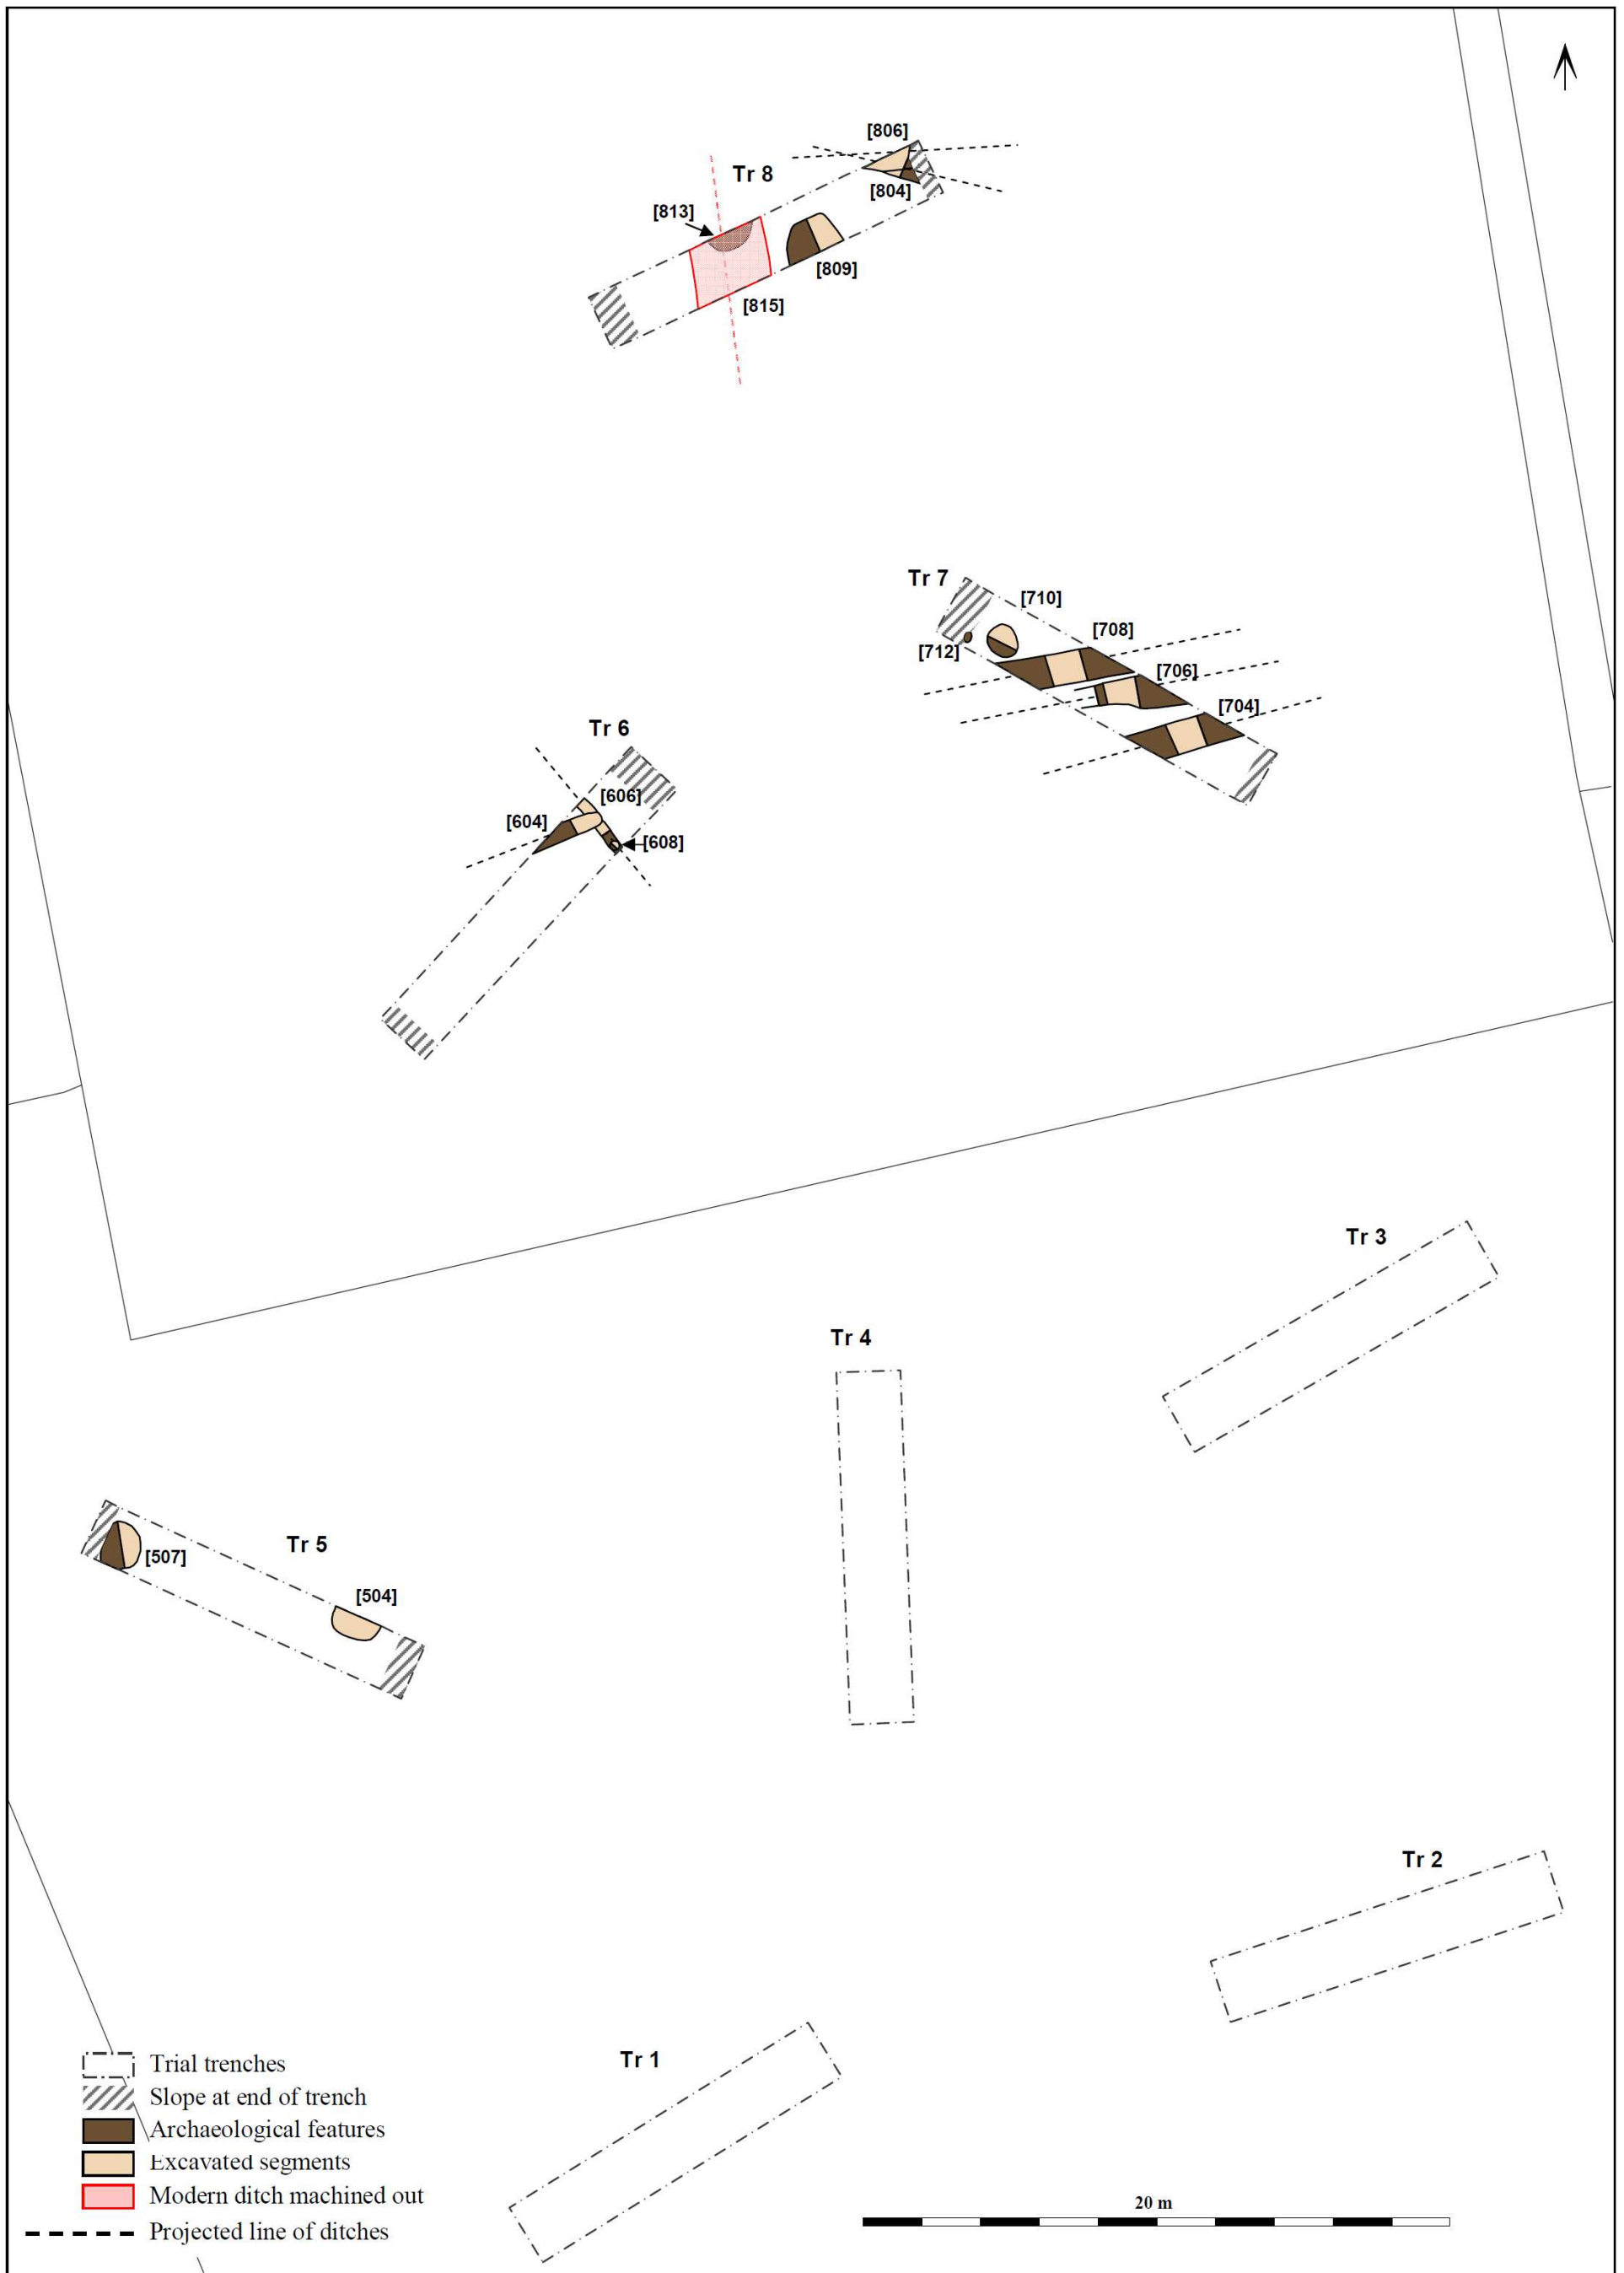 [806]
Tr 8
[804]
[813]
[809]
[815]
Tr 7
[710]
[708]
[712]
[706]
[704]
Tr 6
[606]
[604]
[608]
Tr 3
Tr 4
Tr 5
[507]
[504]
Tr 2
Tr 1
Trial trenches
Slope at end of trench
Archaeological features
Excavated segments
Modern ditch machined out
Projected line of ditches
20 m